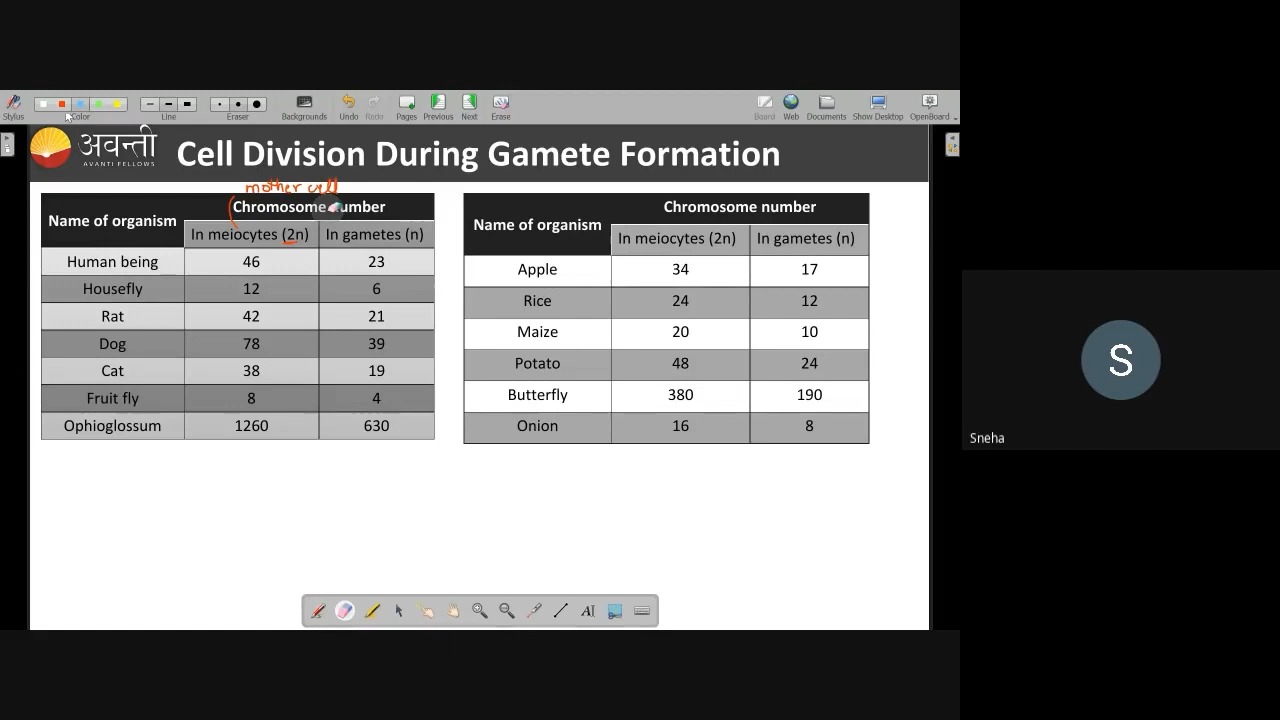 Stylus
Color
Line
Eraser
Backgrounds
Undo
Redo
Pages
Previous
Next
Erase
Board
Web
Documents
Show Desktop
OpenBoard
अवन्ती
AVANTI FELLOWS
Cell Division During Gamete Formation
mother cell
Name of organism
Chromosome number
In meiocytes (2n) In gametes (n)
Human being 46 23
Housefly 12 6
Rat 42 21
Dog 78 39
Cat 38 19
Fruit fly 8 4
Ophioglossum 1260 630
Name of organism
Chromosome number
In meiocytes (2n) In gametes (n)
Apple 34 17
Rice 24 12
Maize 20 10
Potato 48 24
Butterfly 380 190
Onion 16 8
S
Sneha
AI